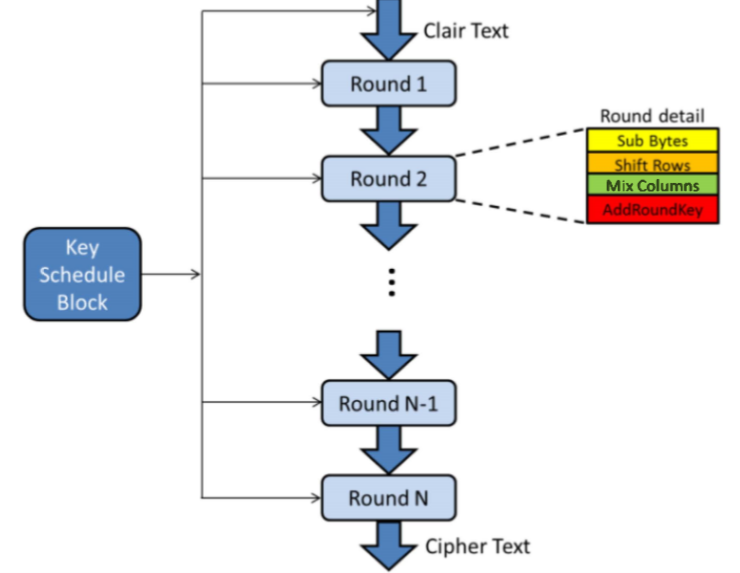 Clair Text
Round 1
Round detail
Sub Bytes
Shift Rows
Mix Columns
AddRoundKey
Round 2
Key
Schedule
Block
Round N-1
Round N
Cipher Text